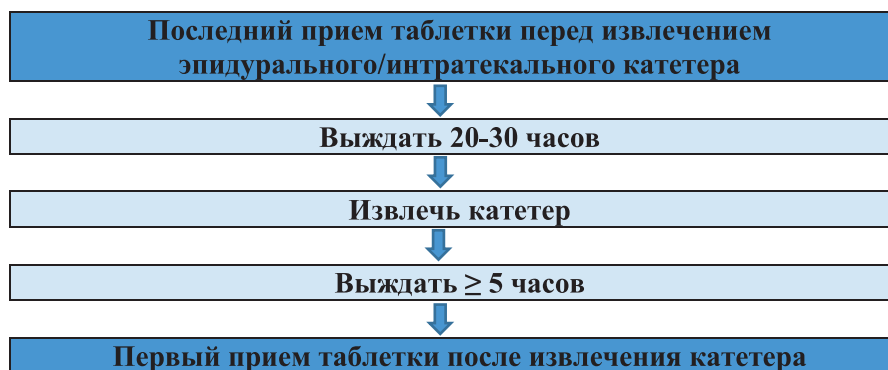 Последний прием таблетки перед извлечением
эпидурального/интратекального катетера
Выждать 20-30 часов
Извлечь катетер
Выждать ≥ 5 часов
Первый прием таблетки после извлечения катетера